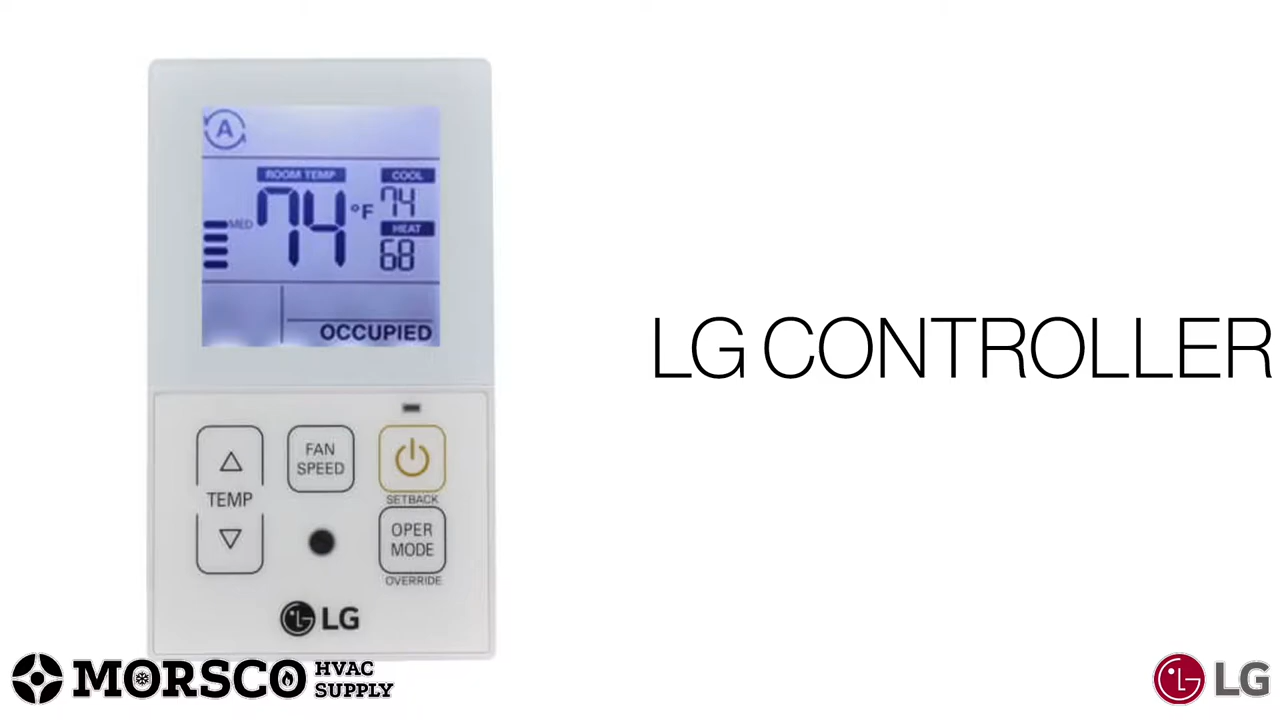 A
ROOM TEMP
COOL
74 °F
74
MED
HEAT
68
OCCUPIED
FAN
SPEED
TEMP
SETBACK
OPER
MODE
OVERRIDE
LG
LG CONTROLLER
MORSCO HVAC
SUPPLY
LG